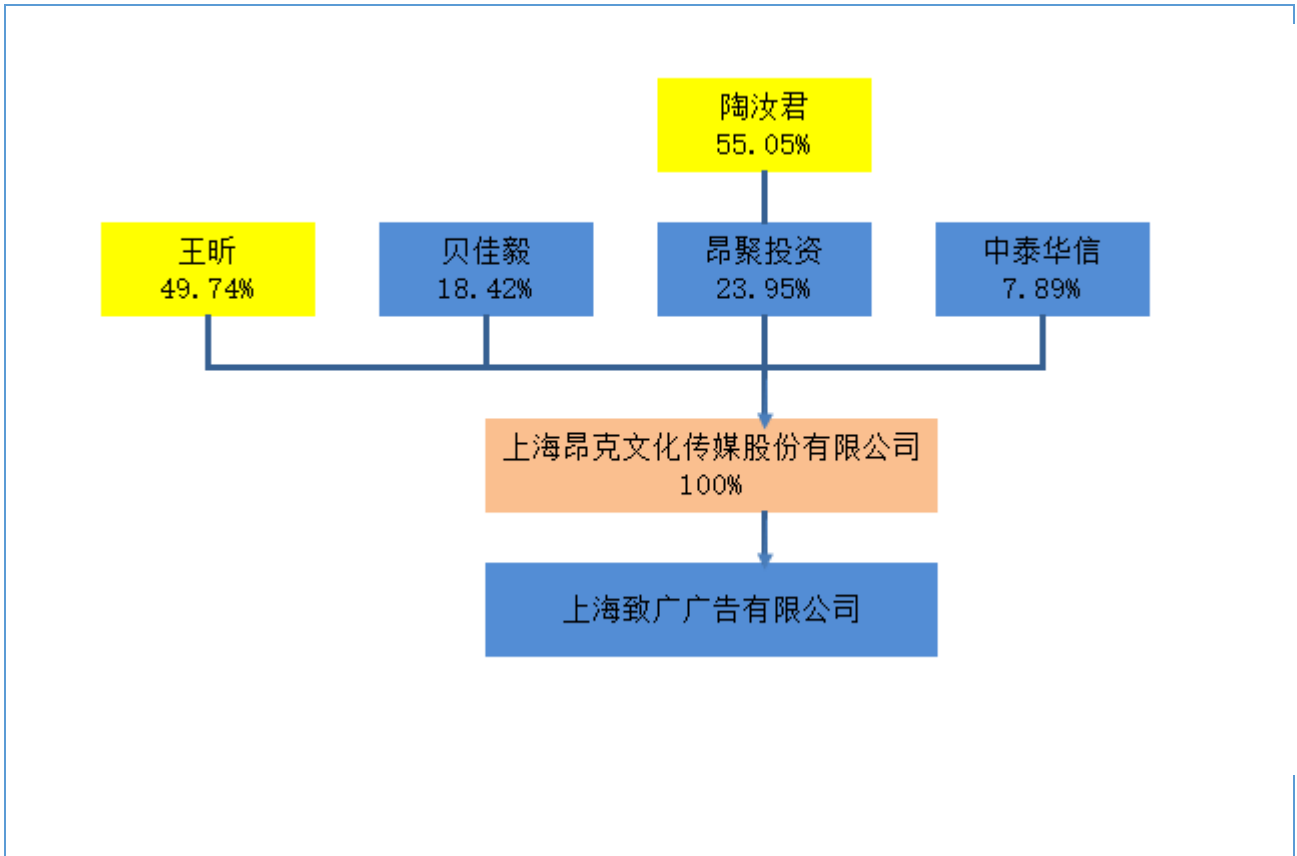 陶汝君
55.05%
王昕
49.74%
贝佳毅
18.42%
昂聚投资
23.95%
中泰华信
7.89%
上海昂克文化传媒股份有限公司
100%
上海致广广告有限公司